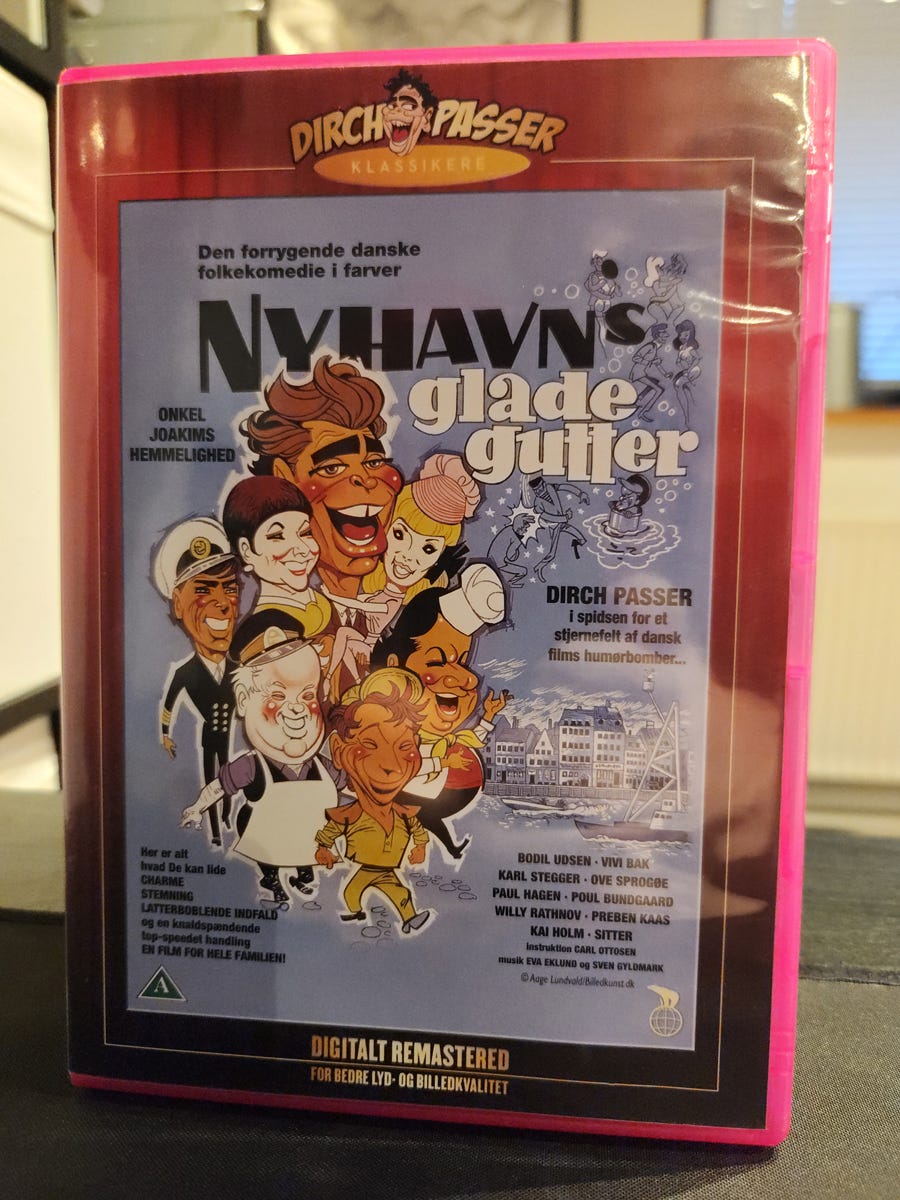 DIRCH PASSER
KLASSIKERE
Den forrygende danske
folkekomedie i farver
NYHAVNS
glade
gutter
ONKEL
JOAKIMS
HEMMELIGHED
DIRCH PASSER
i spidsen for et
stjernefelt af dansk
films humørbomber...
Her er alt
hvad De kan lide
CHARME
STEMNING
LATTERBOBLENDE INDFALD
og en knaldspændende
top-speedet handling
EN FILM FOR HELE FAMILIEN!
A
BODIL UDSEN · VIVI BAK
KARL STEGGER · OVE SPROGØE
PAUL HAGEN · POUL BUNDGAARD
WILLY RATHNOV · PREBEN KAAS
KAI HOLM · SITTER
instruktion CARL OTTOSEN
musik EVA EKLUND og SVEN GYLDMARK
© Aage Lundvald/Billedkunst.dk
DIGITALT REMASTERED
FOR BEDRE LYD- OG BILLEDKVALITET